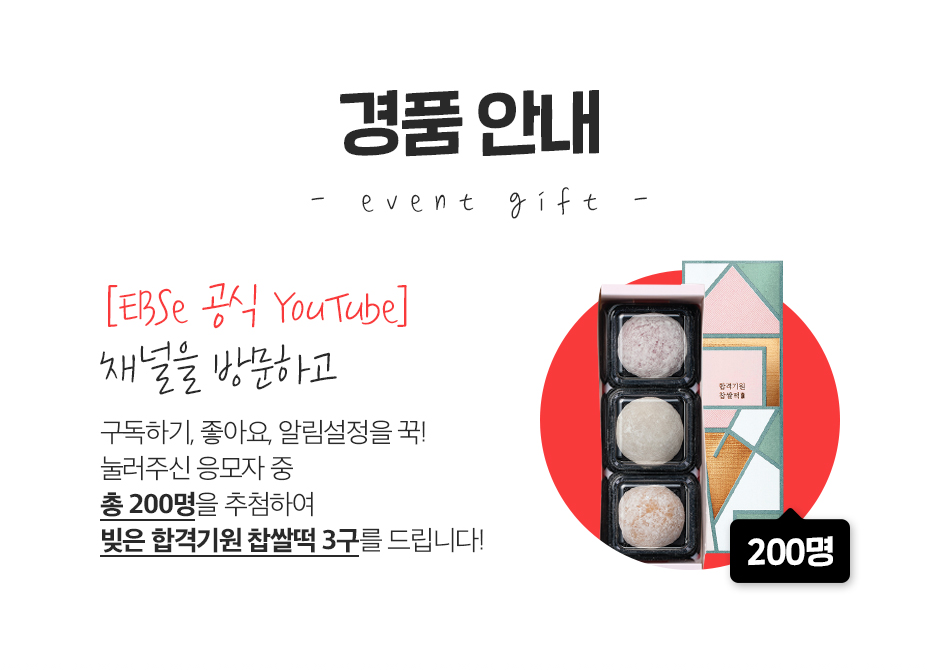 경품 안내
- event gift -
[EBSe 공식 YouTube]
채널을 방문하고
구독하기, 좋아요, 알림설정을 꾹!
눌러주신 응모자 중
총 200명을 추첨하여
빚은 합격기원 찹쌀떡 3구를 드립니다!
합격기원
찹쌀떡
200명